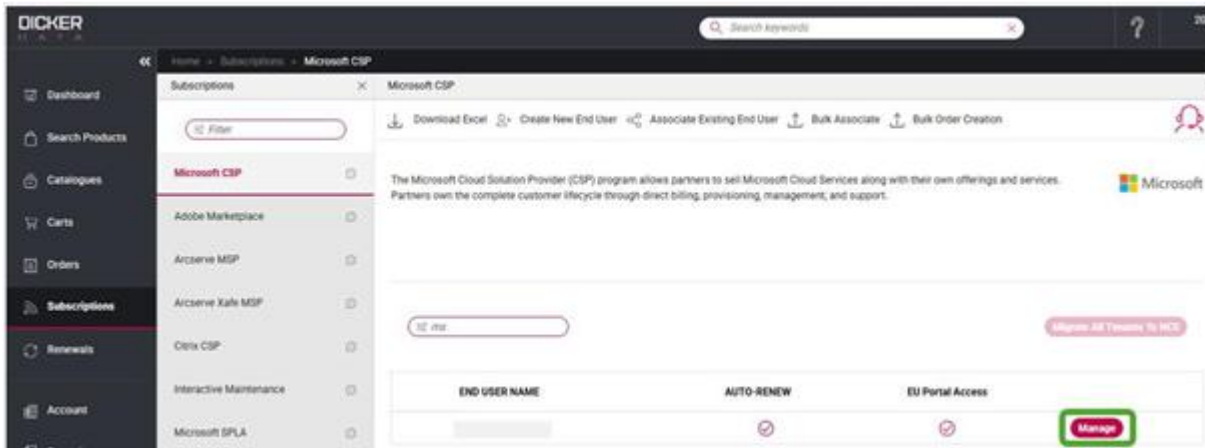 DICKER
DATA
Search keywords
?
20
Home > Subscriptions > Microsoft CSP
Dashboard
Search Products
Catalogues
Carts
Orders
Subscriptions
Renewals
Account
Subscriptions
Filter
Microsoft CSP
Adobe Marketplace
Arcserve MSP
Arcserve Xafe MSP
Citrix CSP
Interactive Maintenance
Microsoft SPLA
Microsoft CSP
Download Excel Create New End User Associate Existing End User Bulk Associate Bulk Order Creation
The Microsoft Cloud Solution Provider (CSP) program allows partners to sell Microsoft Cloud Services along with their own offerings and services.
Partners own the complete customer lifecycle through direct billing, provisioning, management, and support.
Microsoft
ms
Migrate All Tenants To NCE
END USER NAME AUTO-RENEW EU Portal Access
Manage